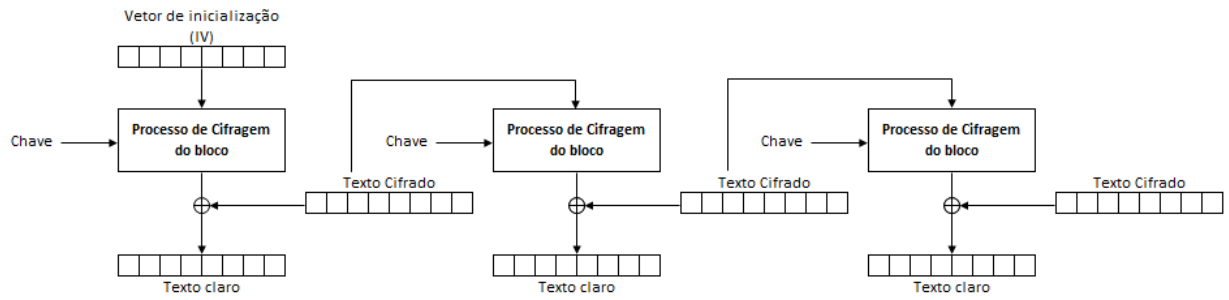 Vetor de inicialização
(IV)
Chave
Processo de Cifragem
do bloco
Chave
Processo de Cifragem
do bloco
Chave
Processo de Cifragem
do bloco
Texto Cifrado
Texto Cifrado
Texto Cifrado
Texto claro
Texto claro
Texto claro